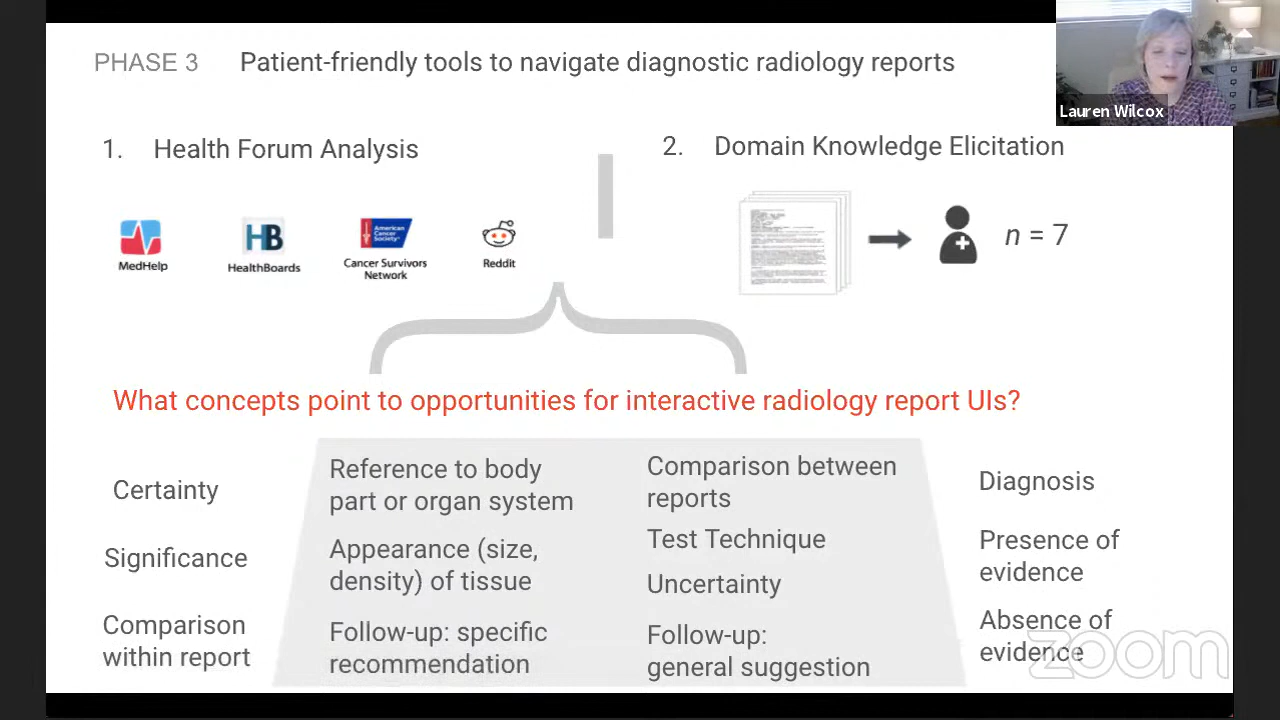 PHASE 3 Patient-friendly tools to navigate diagnostic radiology reports
Lauren Wilcox
1. Health Forum Analysis
2. Domain Knowledge Elicitation
MedHelp
HB
HealthBoards
American
Cancer
Society
Cancer Survivors
Network
Reddit
n = 7
What concepts point to opportunities for interactive radiology report UIs?
Certainty
Significance
Comparison
within report
Reference to body
part or organ system
Appearance (size,
density) of tissue
Follow-up: specific
recommendation
Comparison between
reports
Test Technique
Uncertainty
Follow-up:
general suggestion
Diagnosis
Presence of
evidence
Absence of
evidence
zoom